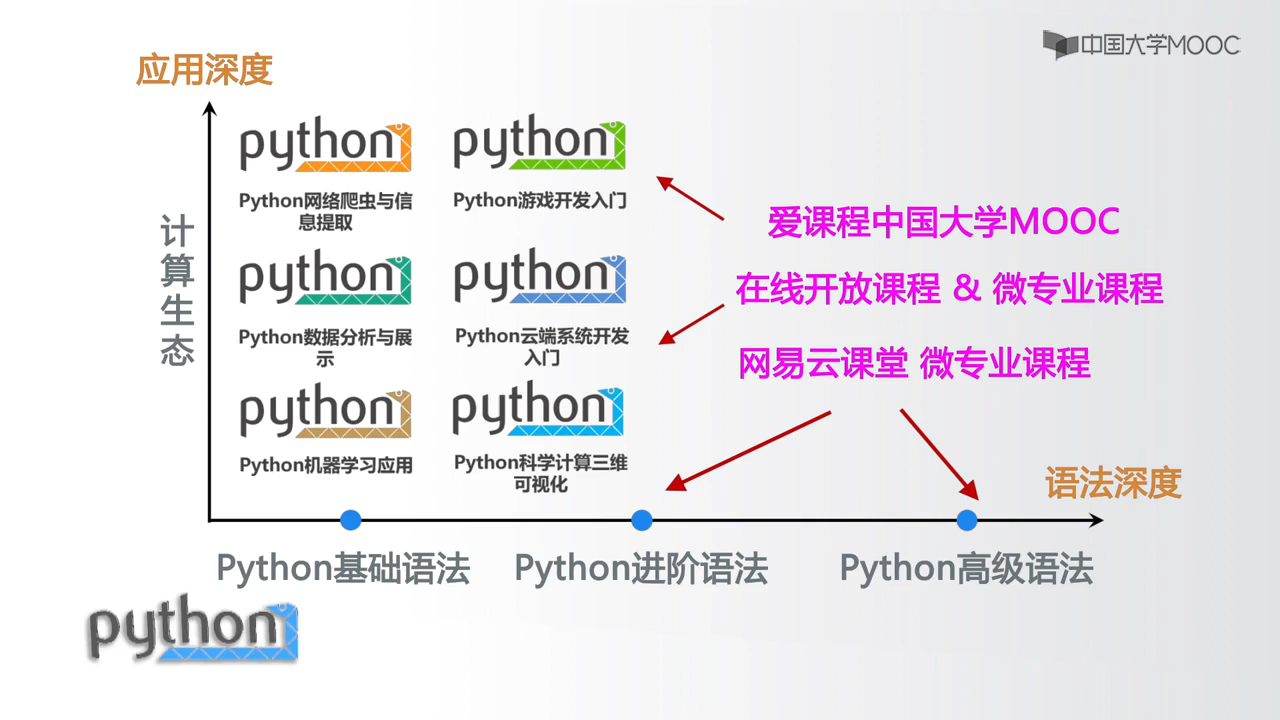 中国大学MOOC
应用深度
python
python
Python网络爬虫与信
息提取
Python游戏开发入门
计
算
生
态
爱课程中国大学MOOC
python
python
在线开放课程 & 微专业课程
Python数据分析与展
示
Python云端系统开发
入门
网易云课堂 微专业课程
python
python
Python机器学习应用
Python科学计算三维
可视化
语法深度
Python基础语法
Python进阶语法
Python高级语法
python